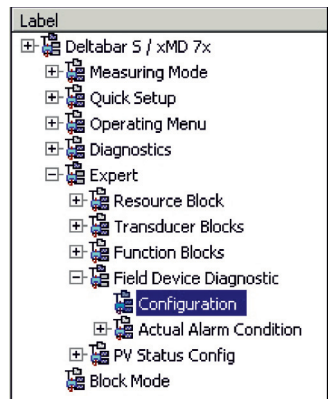 Label
Deltabar S / xMD 7x
Measuring Mode
Quick Setup
Operating Menu
Diagnostics
Expert
Resource Block
Transducer Blocks
Function Blocks
Field Device Diagnostic
Configuration
Actual Alarm Condition
PV Status Config
Block Mode